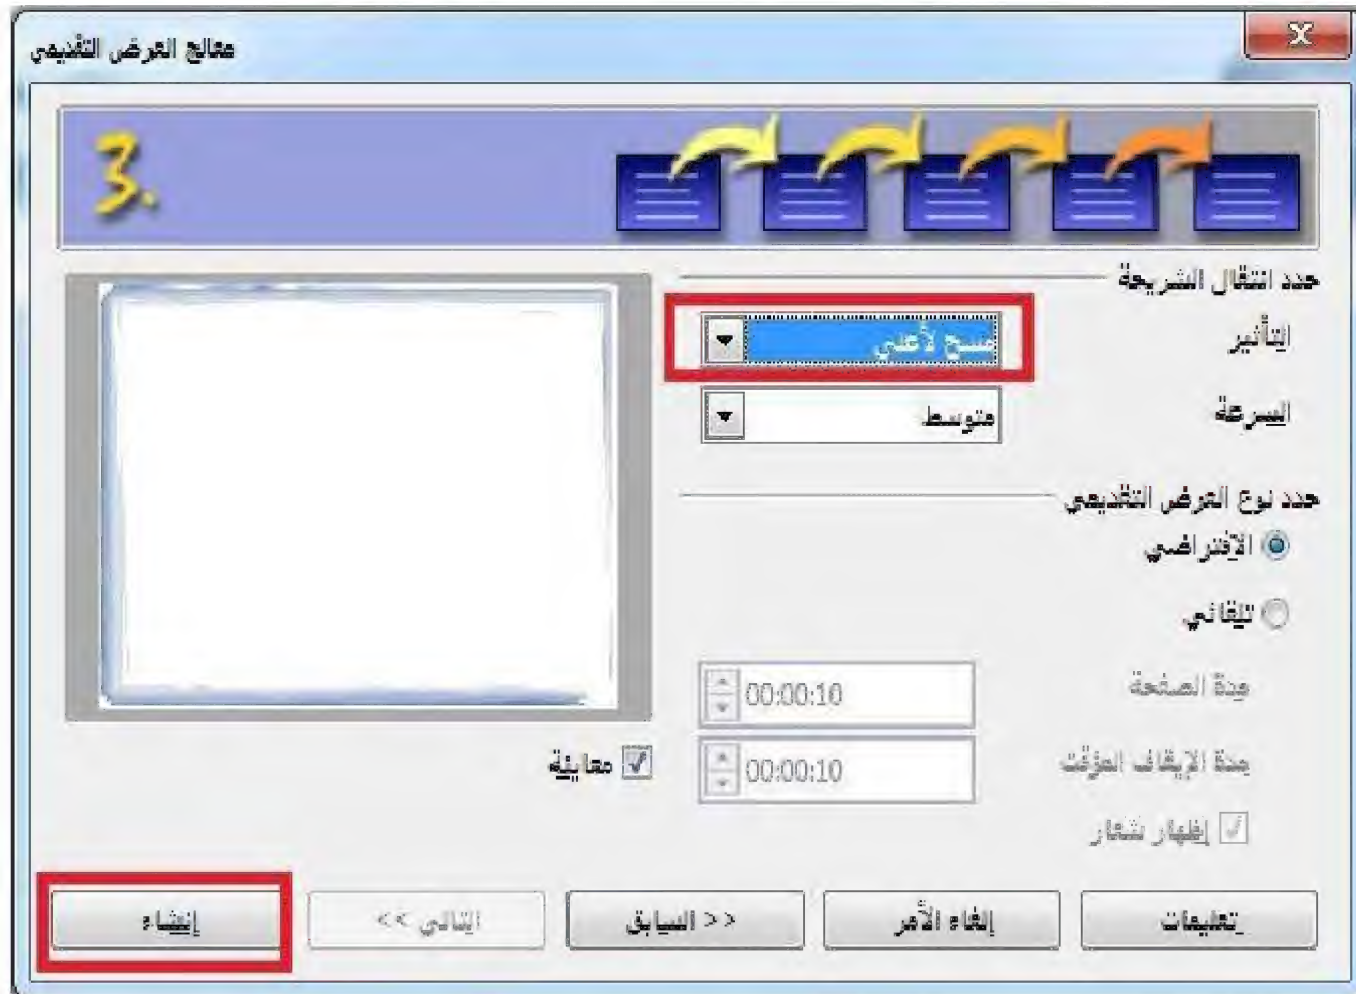 معالج العرض التقديمي
3.
حدد انتقال الشريحة
التأثير
مسح لأعلى
السرعة
متوسط
حدد نوع العرض التقديمي
الافتراضي
تلقائي
مدة الصفحة
00:00:10
مدة الإيقاف المؤقت
00:00:10
إظهار شعار
معاينة
تعليمات
إلغاء الأمر
<< السابق
التالي >>
إنشاء